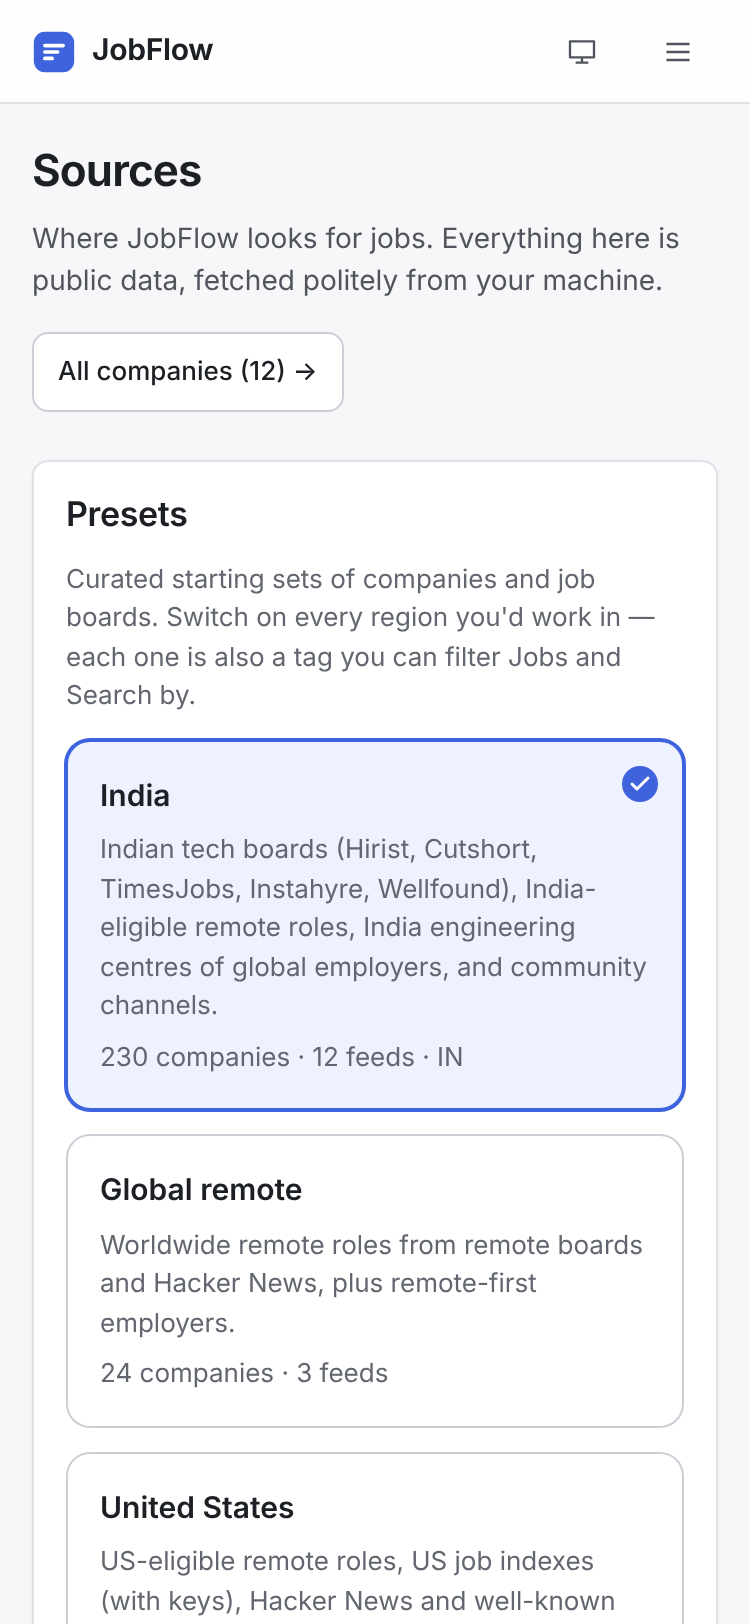 JobFlow
Sources
Where JobFlow looks for jobs. Everything here is
public data, fetched politely from your machine.
All companies (12) →
Presets
Curated starting sets of companies and job
boards. Switch on every region you'd work in —
each one is also a tag you can filter Jobs and
Search by.
India
Indian tech boards (Hirist, Cutshort,
TimesJobs, Instahyre, Wellfound), India-
eligible remote roles, India engineering
centres of global employers, and community
channels.
230 companies · 12 feeds · IN
Global remote
Worldwide remote roles from remote boards
and Hacker News, plus remote-first
employers.
24 companies · 3 feeds
United States
US-eligible remote roles, US job indexes
(with keys), Hacker News and well-known